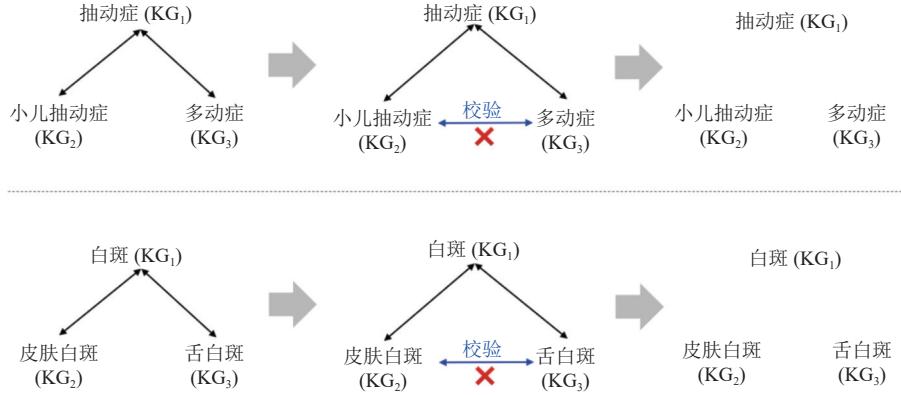 抽动症 (KG₁)
小儿抽动症
(KG₂)
多动症
(KG₃)
抽动症 (KG₁)
小儿抽动症
(KG₂)
校验
多动症
(KG₃)
抽动症 (KG₁)
小儿抽动症
(KG₂)
多动症
(KG₃)
白斑 (KG₁)
皮肤白斑
(KG₂)
舌白斑
(KG₃)
白斑 (KG₁)
皮肤白斑
(KG₂)
校验
舌白斑
(KG₃)
白斑 (KG₁)
皮肤白斑
(KG₂)
舌白斑
(KG₃)